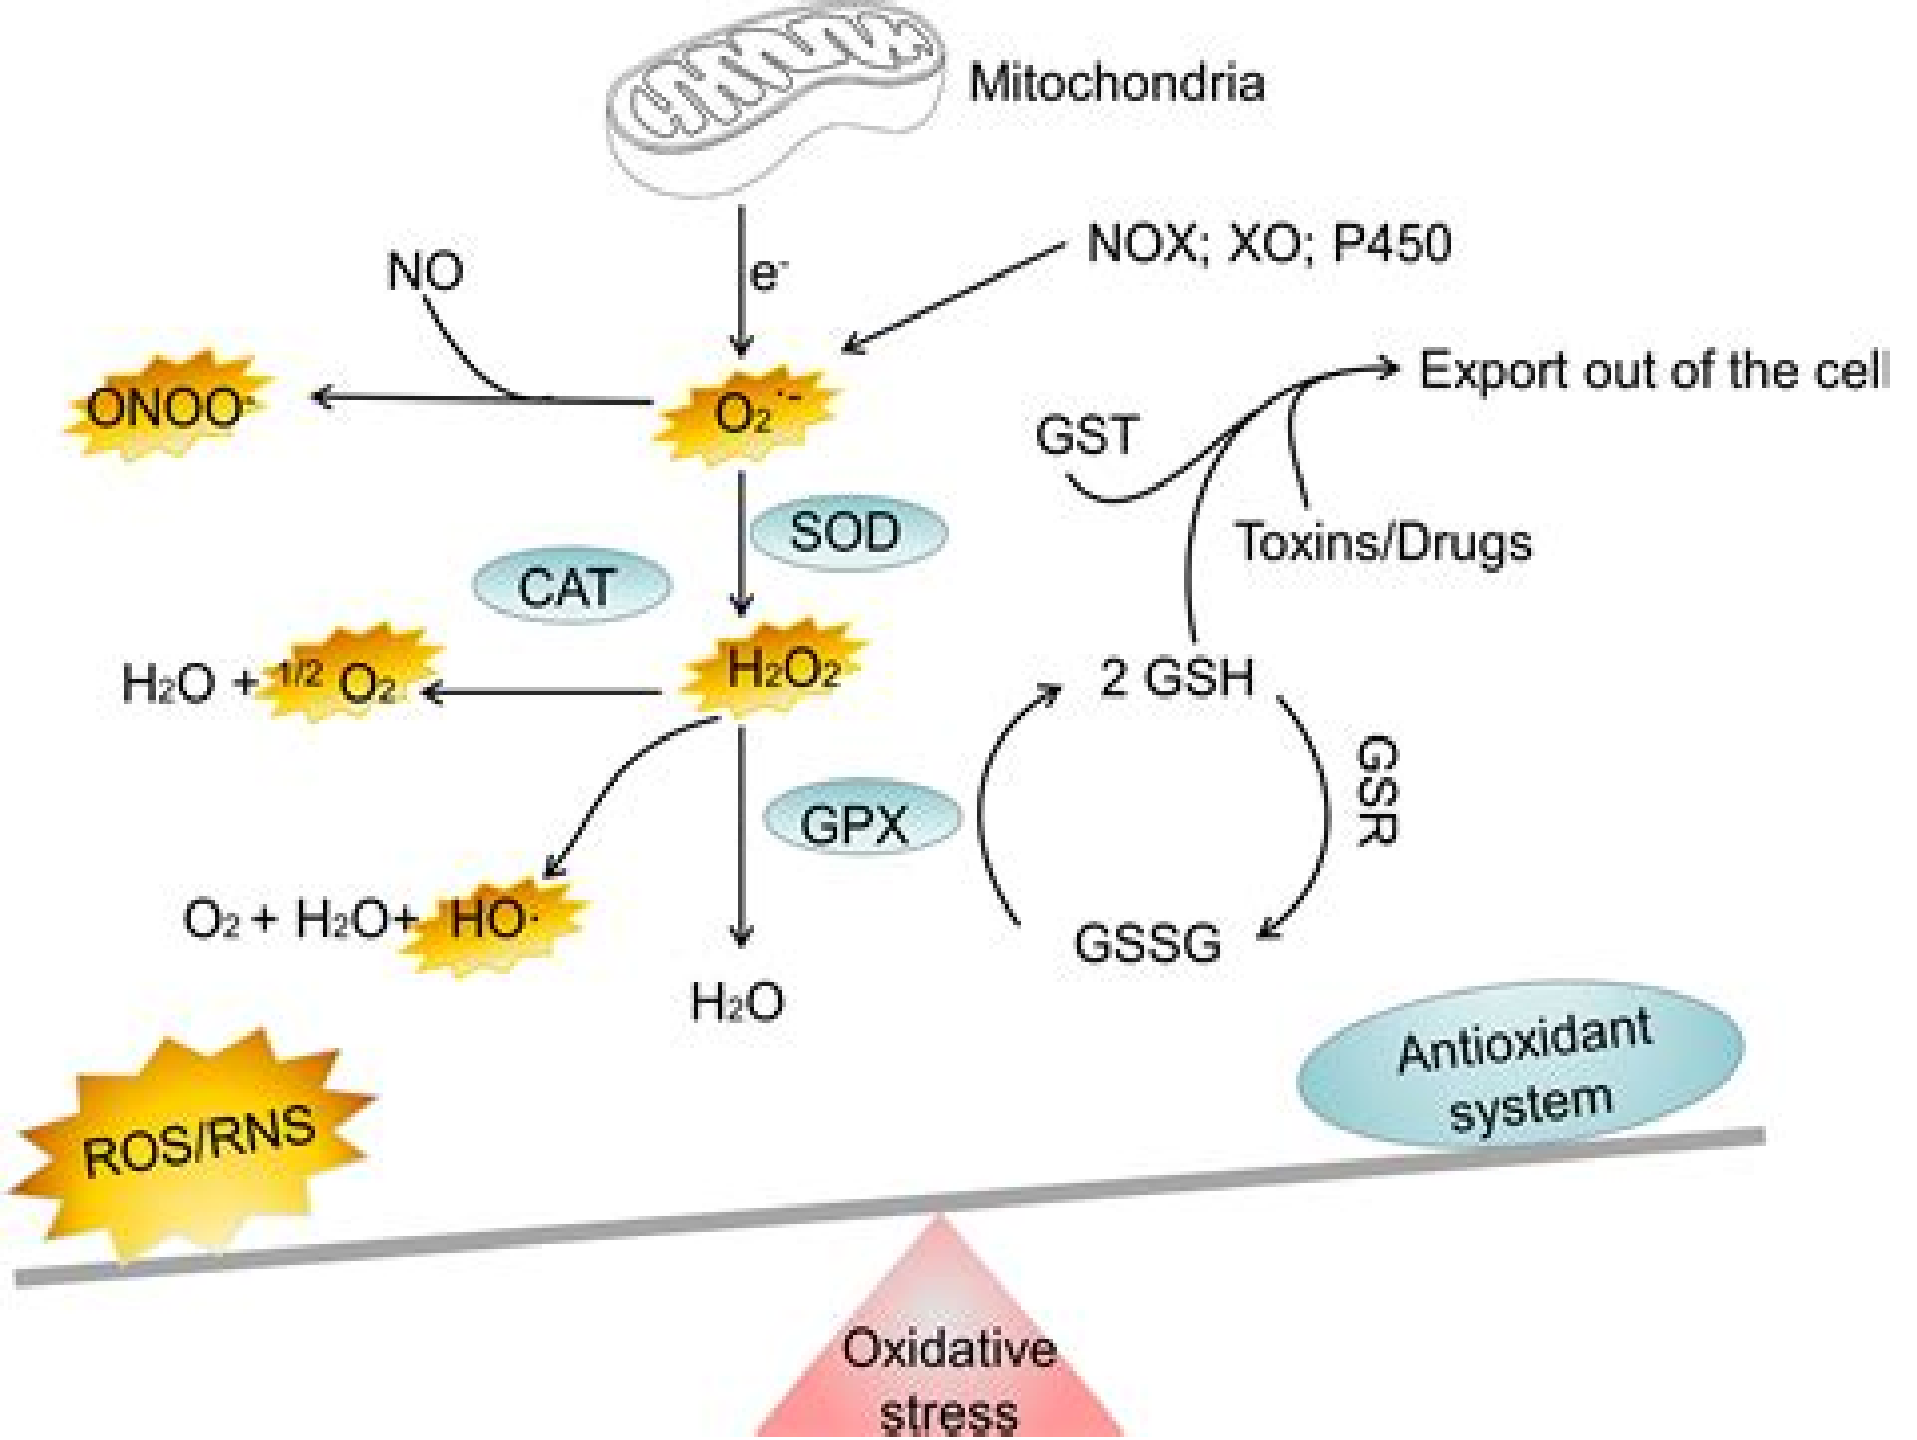 Mitochondria
NOX; XO; P450
NO
e⁻
ONOO⁻
O₂˙⁻
Export out of the cell
GST
SOD
Toxins/Drugs
CAT
H₂O + 1/2 O₂
H₂O₂
2 GSH
GSR
GPX
O₂ + H₂O+ HO·
GSSG
H₂O
Antioxidant
system
ROS/RNS
Oxidative
stress